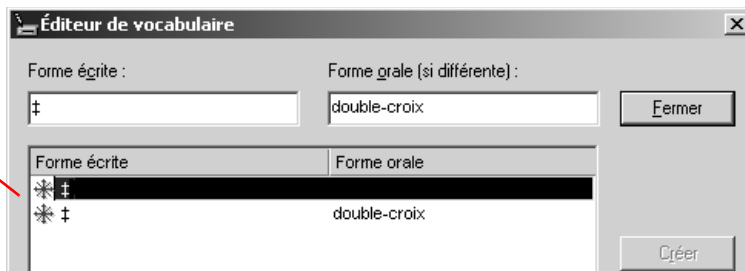 Éditeur de vocabulaire
Forme écrite : Forme orale (si différente) :
‡ double-croix Fermer
Forme écrite Forme orale
‡
‡ double-croix
Créer